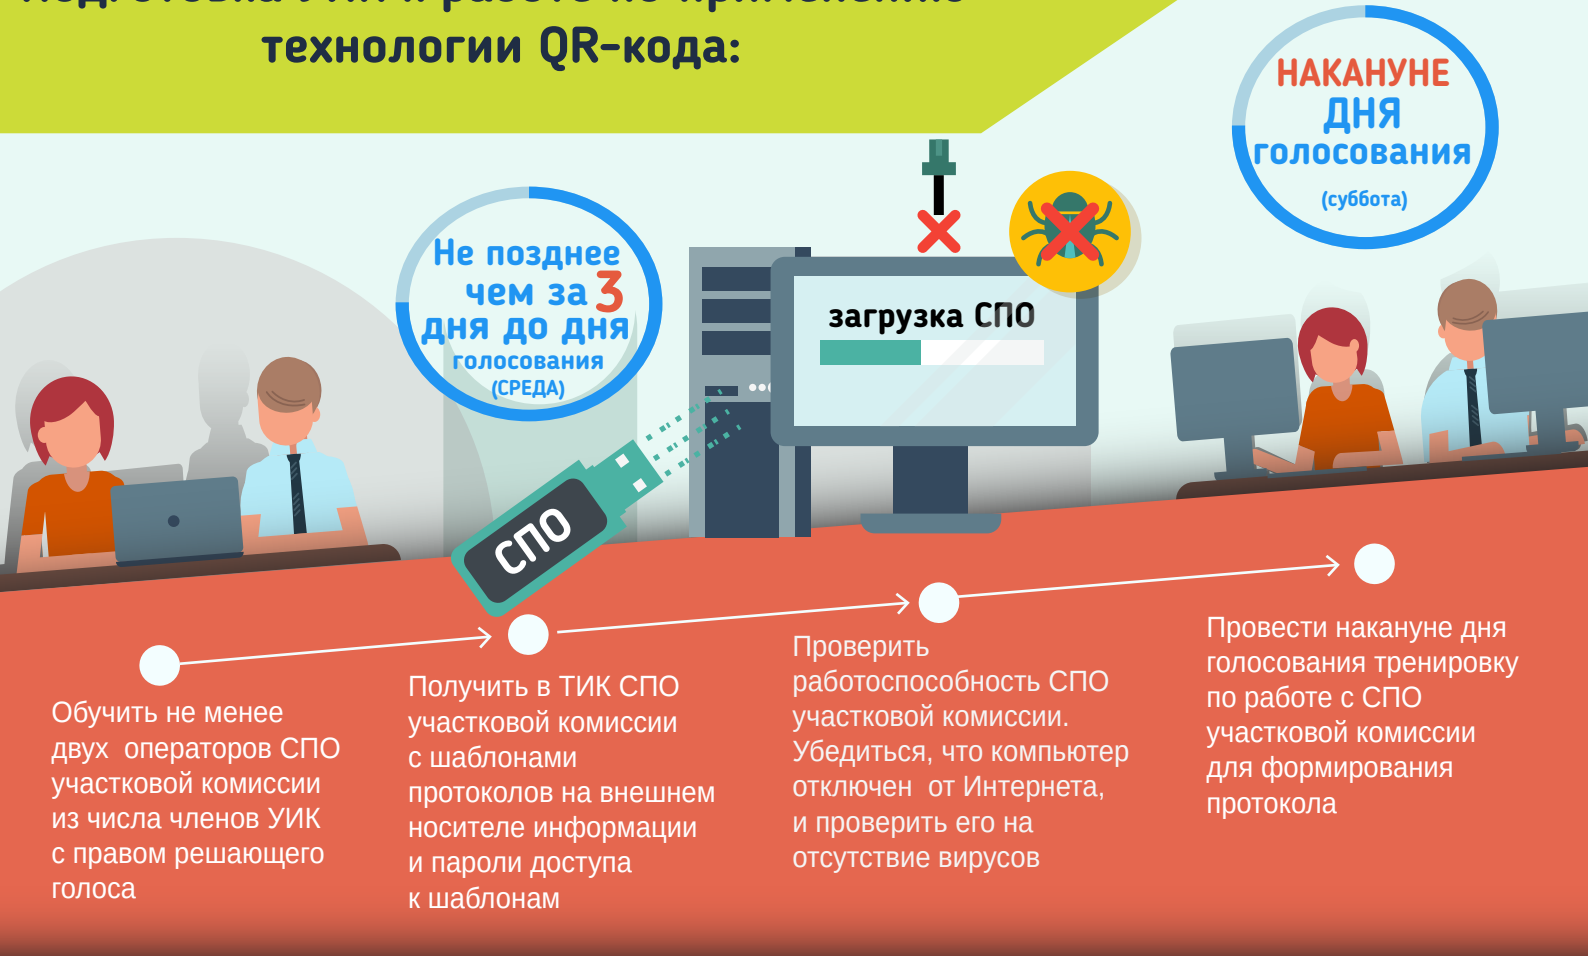 технологии QR-кода:
НАКАНУНЕ
ДНЯ
голосования
(суббота)
Не позднее
чем за 3
дня до дня
голосования
(СРЕДА)
загрузка СПО
СПО
Обучить не менее
двух операторов СПО
участковой комиссии
из числа членов УИК
с правом решающего
голоса
Получить в ТИК СПО
участковой комиссии
с шаблонами
протоколов на внешнем
носителе информации
и пароли доступа
к шаблонам
Проверить
работоспособность СПО
участковой комиссии.
Убедиться, что компьютер
отключен от Интернета,
и проверить его на
отсутствие вирусов
Провести накануне дня
голосования тренировку
по работе с СПО
участковой комиссии
для формирования
протокола